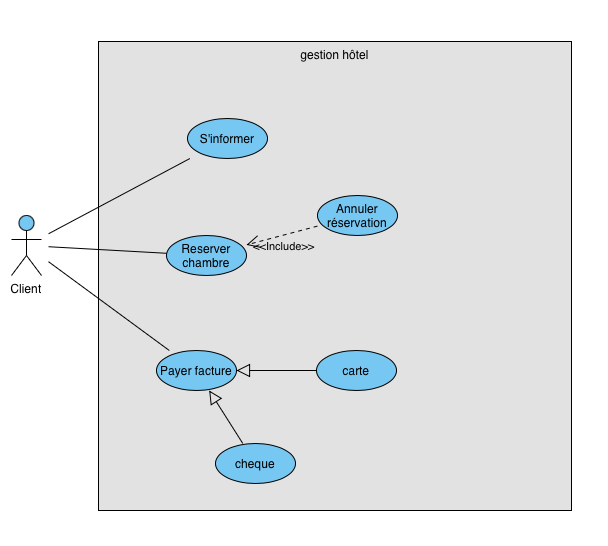 gestion hôtel
S'informer
Annuler
réservation
Reserver
chambre
<<Include>>
Client
Payer facture
carte
cheque